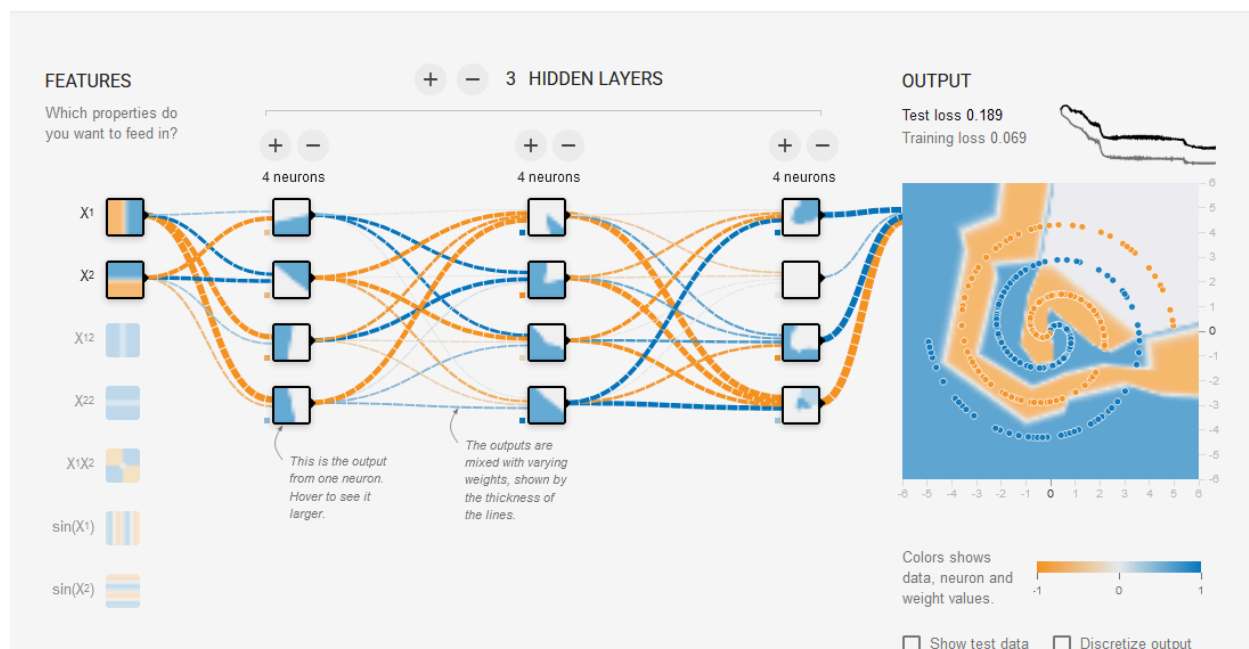 FEATURES
Which properties do
you want to feed in?
+ − 3 HIDDEN LAYERS
+ −
+ −
+ −
4 neurons
4 neurons
4 neurons
X1
X2
X12
X22
X1X2
sin(X1)
sin(X2)
This is the output
from one neuron.
Hover to see it
larger.
The outputs are
mixed with varying
weights, shown by
the thickness of
the lines.
OUTPUT
Test loss 0.189
Training loss 0.069
6
5
4
3
2
1
0
-1
-2
-3
-4
-5
-6
-6 -5 -4 -3 -2 -1 0 1 2 3 4 5 6
Colors shows
data, neuron and
weight values.
-1 0 1
Show test data
Discretize output